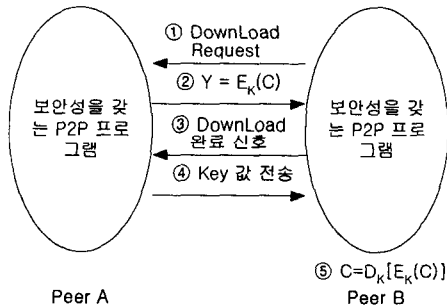 ① DownLoad
Request
② Y = E_K(C)
③ DownLoad
완료 신호
④ Key 값 전송
보안성을 갖
는 P2P 프로
그램
보안성을 갖
는 P2P 프로
그램
⑤ C=D_K[E_K(C)]
Peer A
Peer B